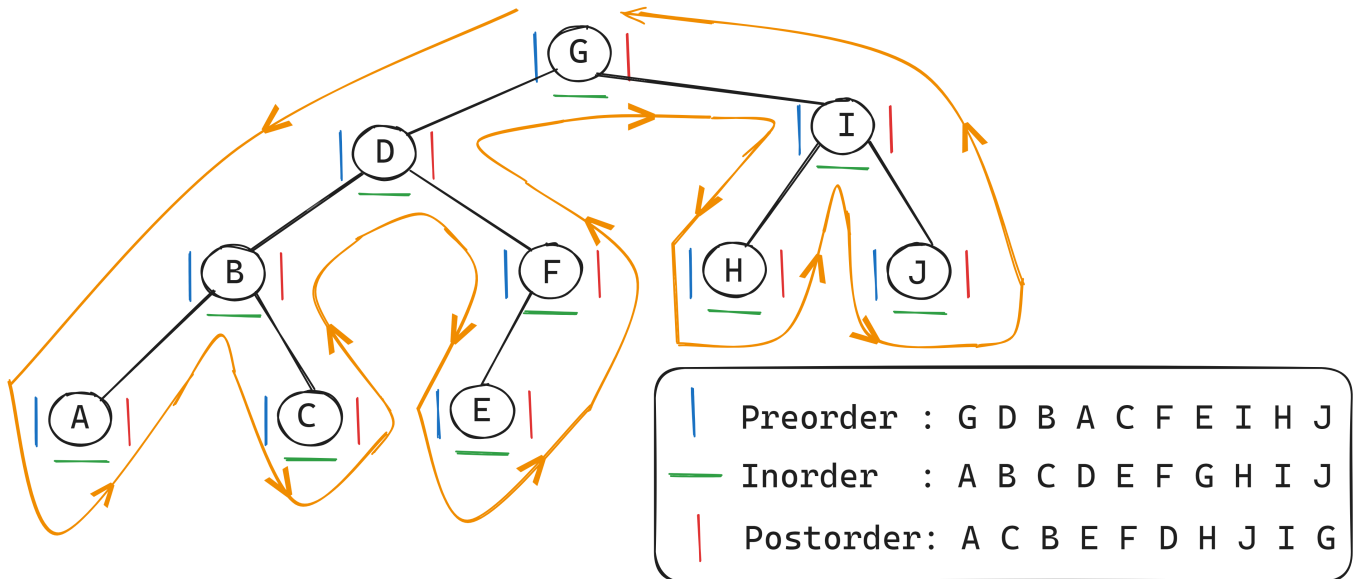 G
I
D
B
F
H
J
A
C
E
Preorder : G D B A C F E I H J
Inorder : A B C D E F G H I J
Postorder: A C B E F D H J I G